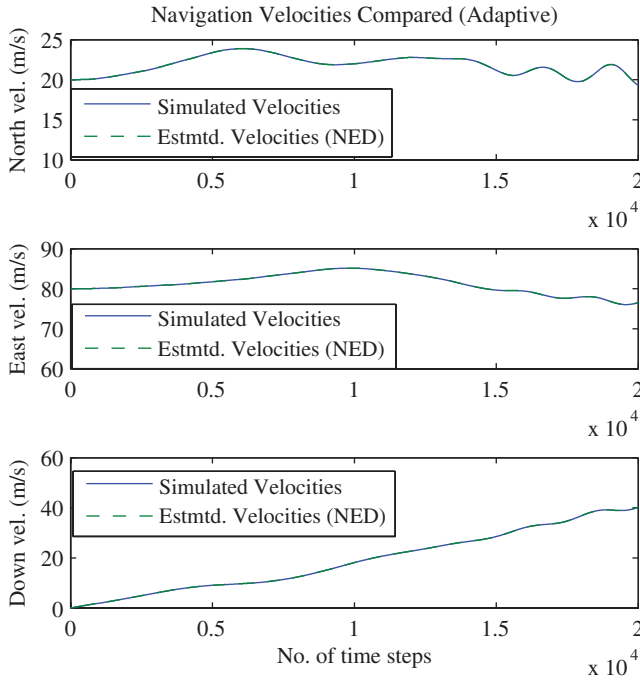 Navigation Velocities Compared (Adaptive)
North vel. (m/s)
25
20
15
10
Simulated Velocities
Estmtd. Velocities (NED)
0 0.5 1 1.5 2
x 10^4
East vel. (m/s)
90
80
70
60
Simulated Velocities
Estmtd. Velocities (NED)
0 0.5 1 1.5 2
x 10^4
Down vel. (m/s)
60
40
20
0
Simulated Velocities
Estmtd. Velocities (NED)
0 0.5 1 1.5 2
x 10^4
No. of time steps